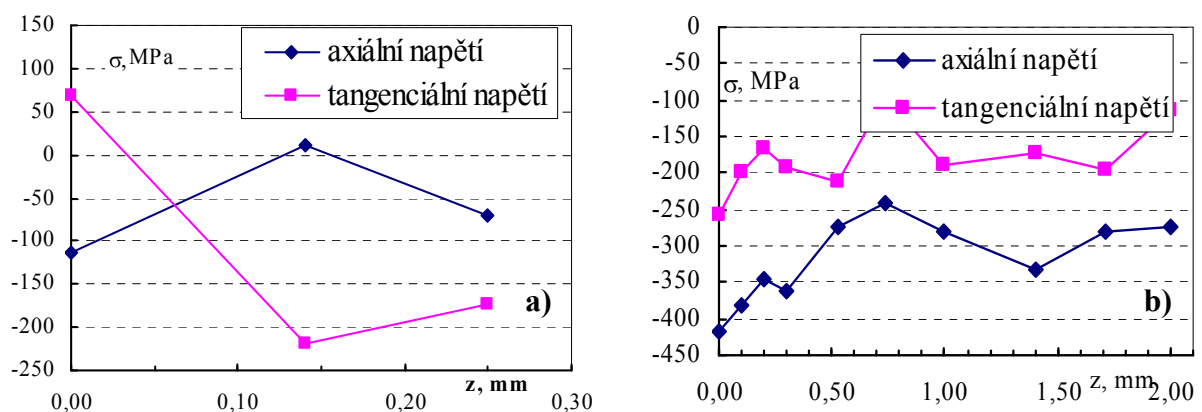 150
100
50
0
-50
-100
-150
-200
-250
σ, MPa
axiální napětí
tangenciální napětí
a)
z, mm
0,00
0,10
0,20
0,30
0
-50
-100
-150
-200
-250
-300
-350
-400
-450
σ, MPa
axiální napětí
tangenciální napětí
b)
0,00
0,50
1,00
1,50
z, mm
2,00